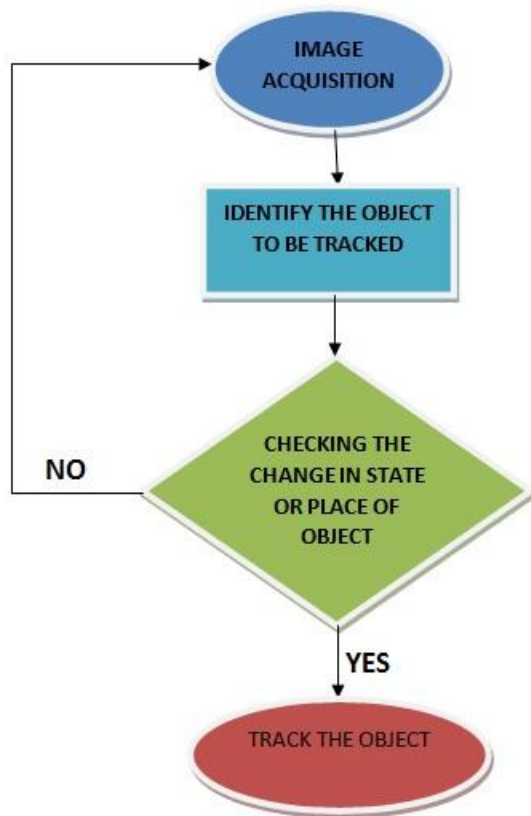 IMAGE
ACQUISITION
IDENTIFY THE OBJECT
TO BE TRACKED
CHECKING THE
CHANGE IN STATE
OR PLACE OF
OBJECT
NO
YES
TRACK THE OBJECT